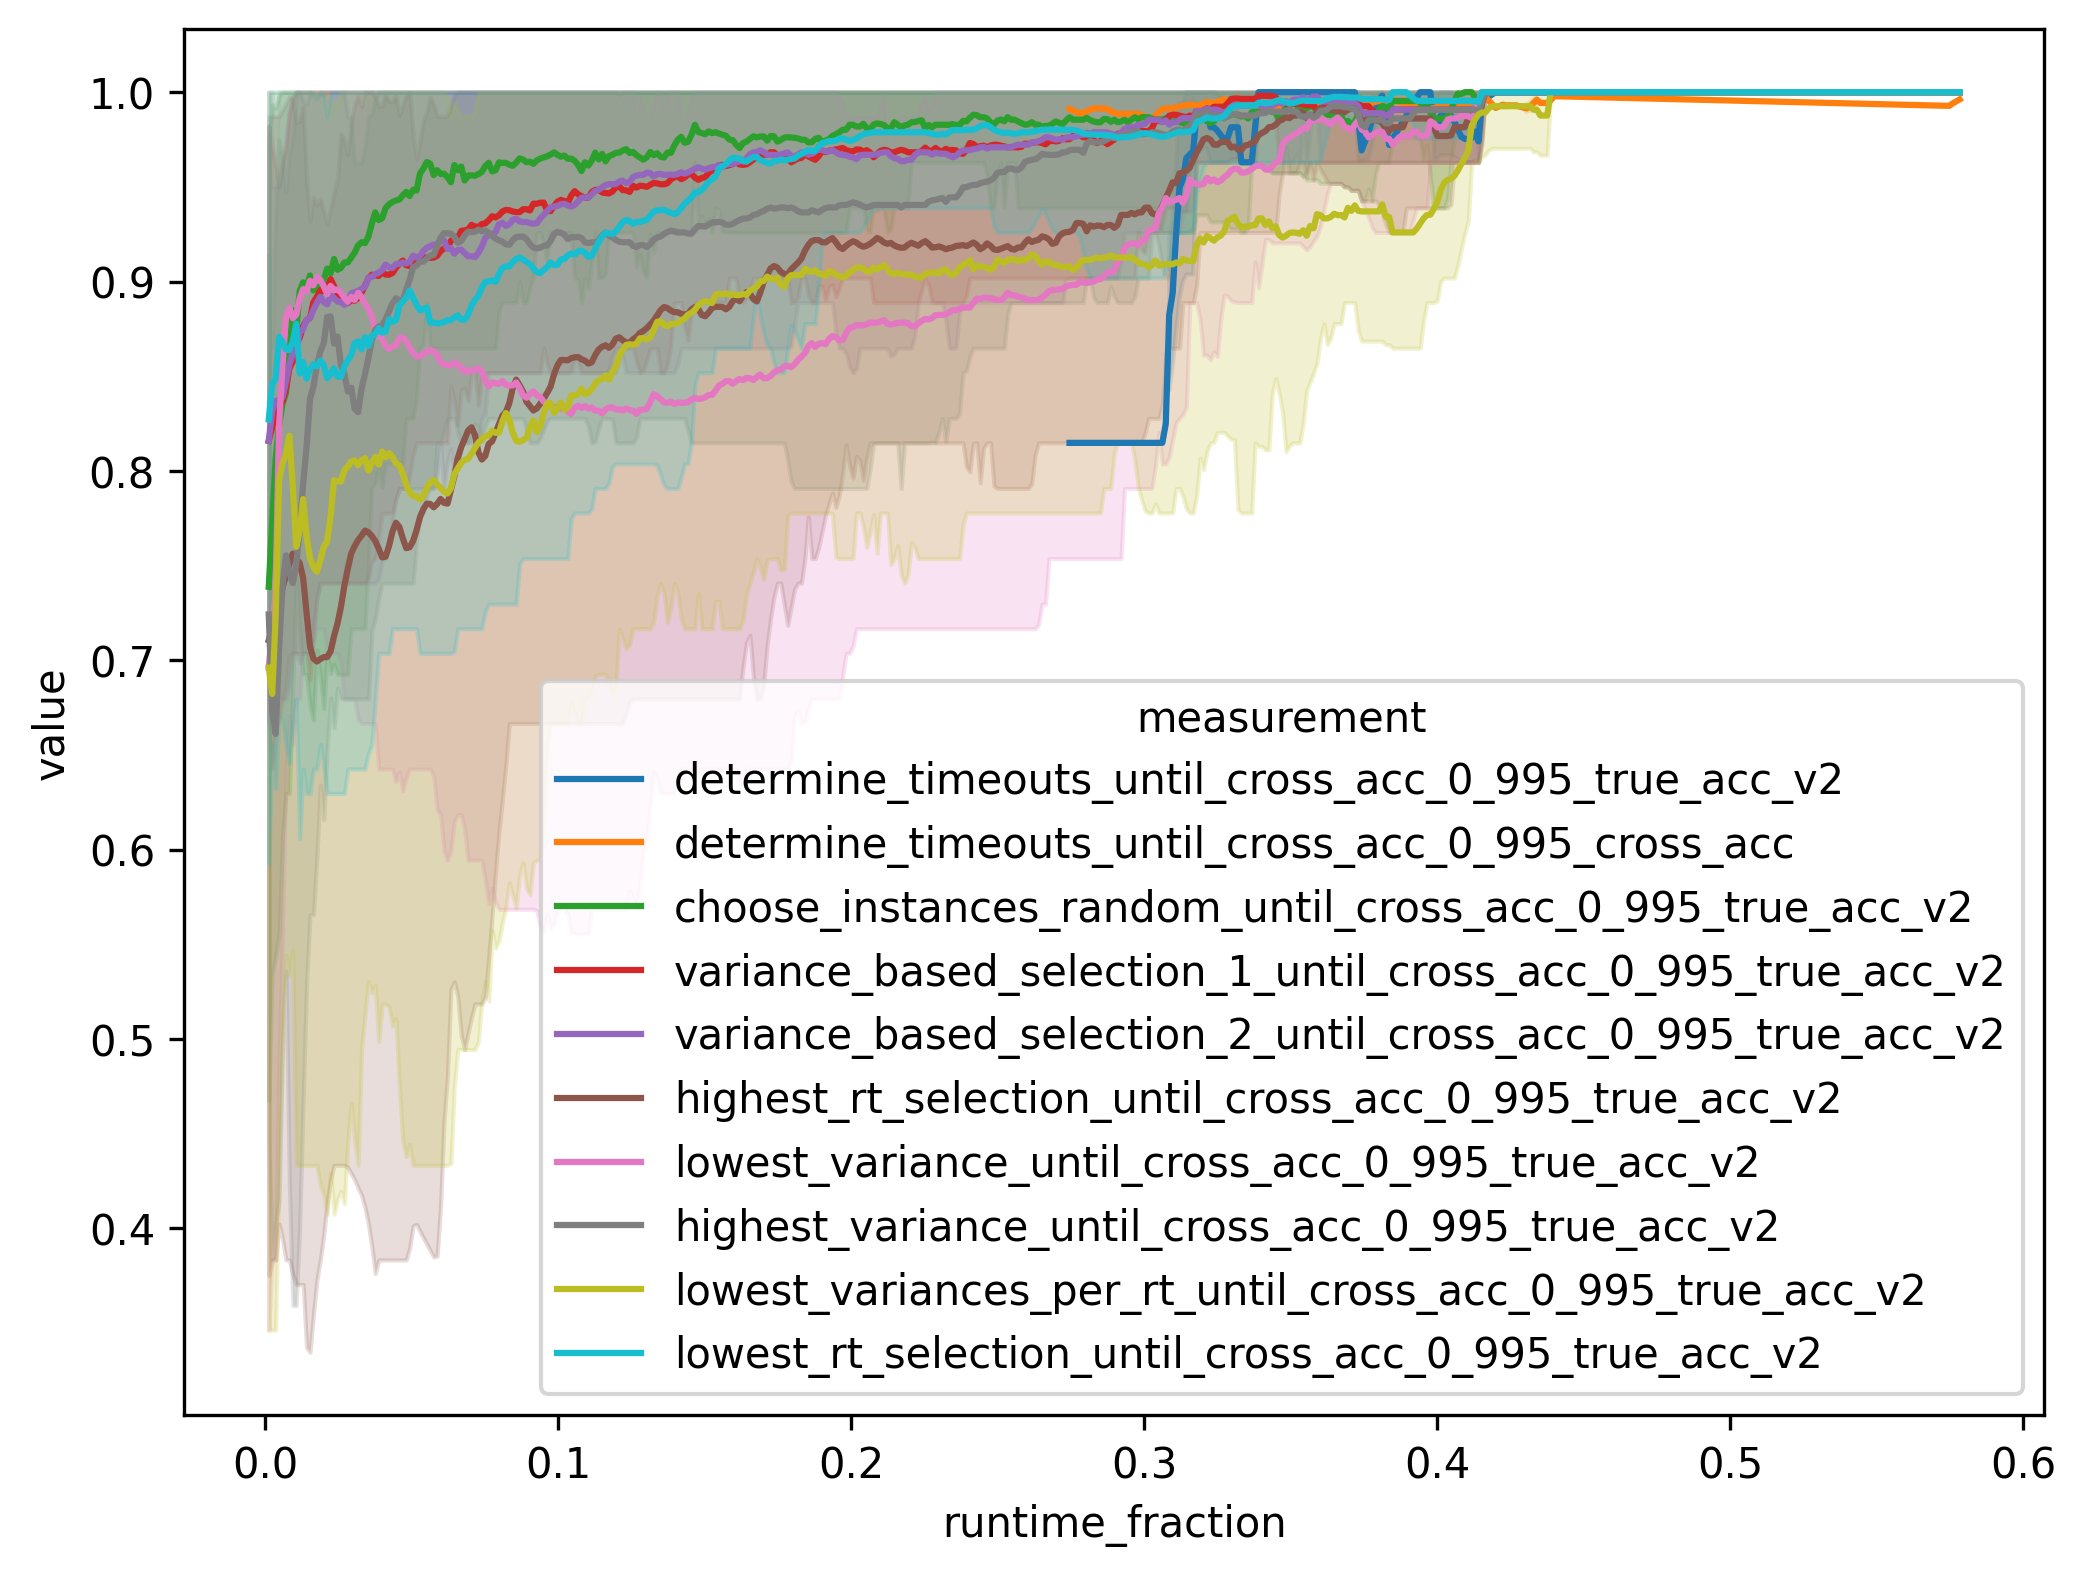 1.0
0.9
0.8
0.7
0.6
0.5
0.4
value
0.0 0.1 0.2 0.3 0.4 0.5 0.6
runtime_fraction
measurement
determine_timeouts_until_cross_acc_0_995_true_acc_v2
determine_timeouts_until_cross_acc_0_995_cross_acc
choose_instances_random_until_cross_acc_0_995_true_acc_v2
variance_based_selection_1_until_cross_acc_0_995_true_acc_v2
variance_based_selection_2_until_cross_acc_0_995_true_acc_v2
highest_rt_selection_until_cross_acc_0_995_true_acc_v2
lowest_variance_until_cross_acc_0_995_true_acc_v2
highest_variance_until_cross_acc_0_995_true_acc_v2
lowest_variances_per_rt_until_cross_acc_0_995_true_acc_v2
lowest_rt_selection_until_cross_acc_0_995_true_acc_v2